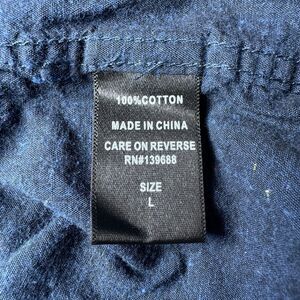 100%COTTON
MADE IN CHINA
CARE ON REVERSE
RN#139688
SIZE
L